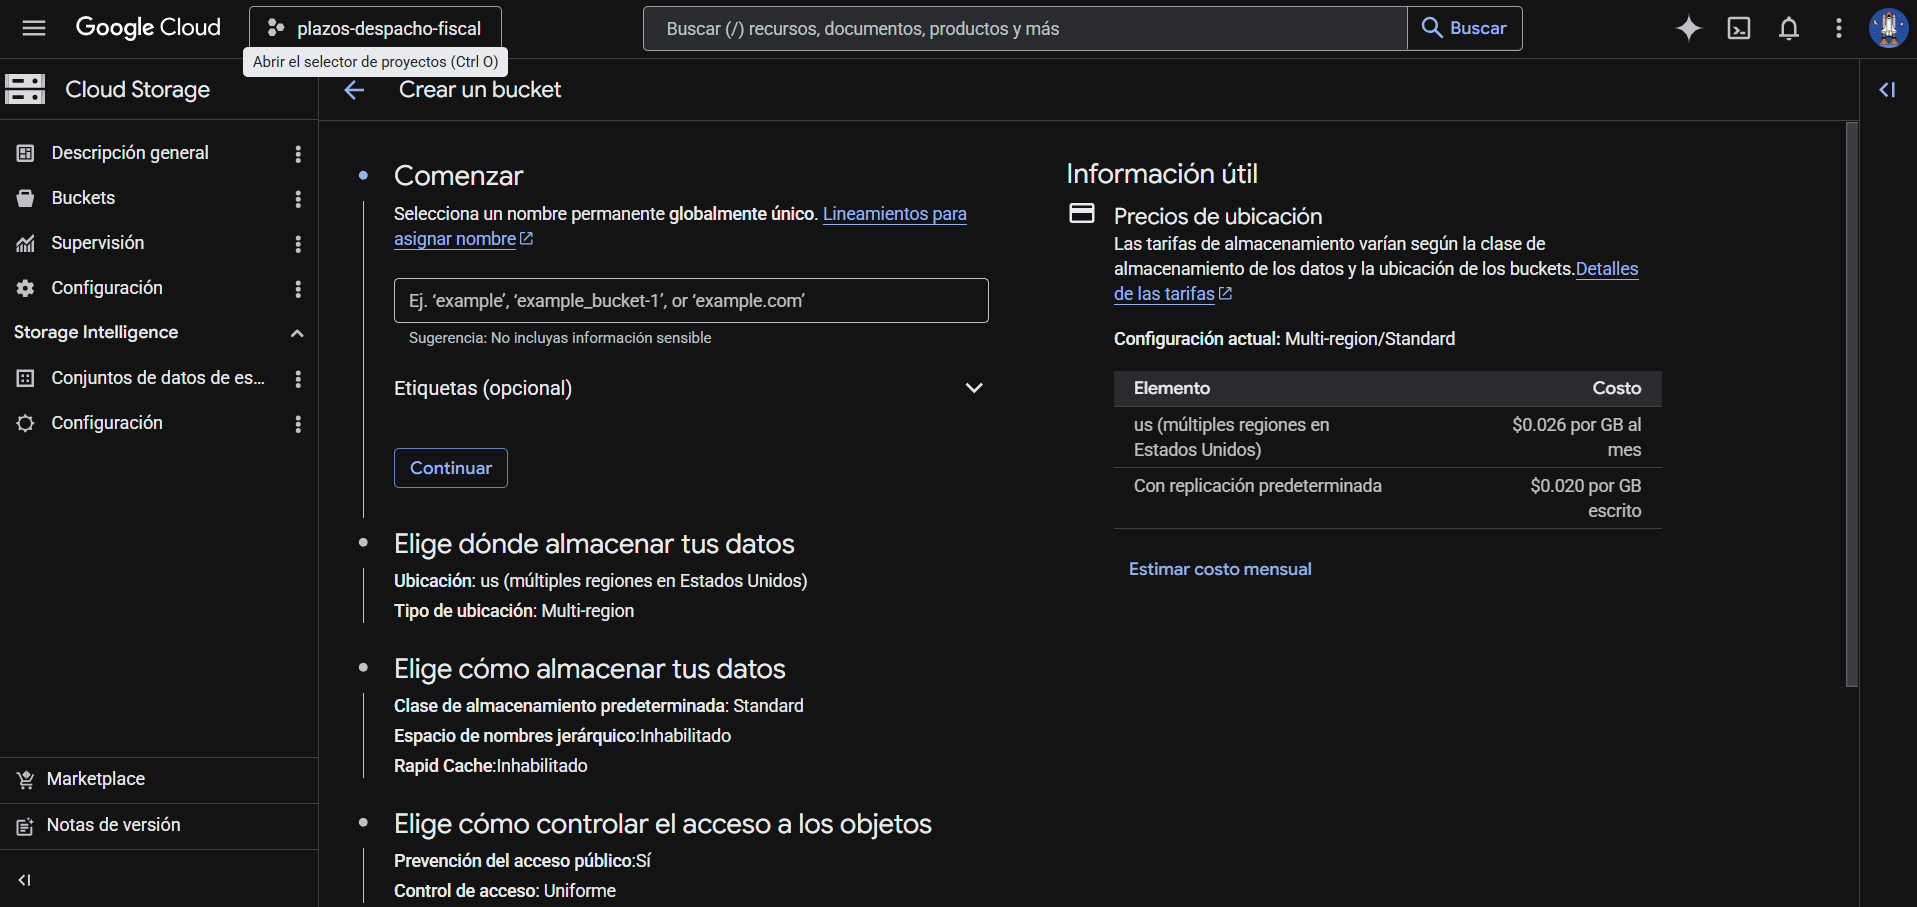 Google Cloud
plazos-despacho-fiscal
Buscar (/) recursos, documentos, productos y más
Buscar
Abrir el selector de proyectos (Ctrl O)
Cloud Storage
Crear un bucket
Descripción general
Buckets
Supervisión
Configuración
Storage Intelligence
Conjuntos de datos de es...
Configuración
Marketplace
Notas de versión
Comenzar
Selecciona un nombre permanente globalmente único. Lineamientos para
asignar nombre
Ej. ‘example’, ‘example_bucket-1’, or ‘example.com’
Sugerencia: No incluyas información sensible
Etiquetas (opcional)
Continuar
Elige dónde almacenar tus datos
Ubicación: us (múltiples regiones en Estados Unidos)
Tipo de ubicación: Multi-region
Elige cómo almacenar tus datos
Clase de almacenamiento predeterminada: Standard
Espacio de nombres jerárquico:Inhabilitado
Rapid Cache:Inhabilitado
Elige cómo controlar el acceso a los objetos
Prevención del acceso público:Sí
Control de acceso: Uniforme
Información útil
Precios de ubicación
Las tarifas de almacenamiento varían según la clase de
almacenamiento de los datos y la ubicación de los buckets.Detalles
de las tarifas
Configuración actual: Multi-region/Standard
Elemento Costo
us (múltiples regiones en $0.026 por GB al
Estados Unidos) mes
Con replicación predeterminada $0.020 por GB
escrito
Estimar costo mensual